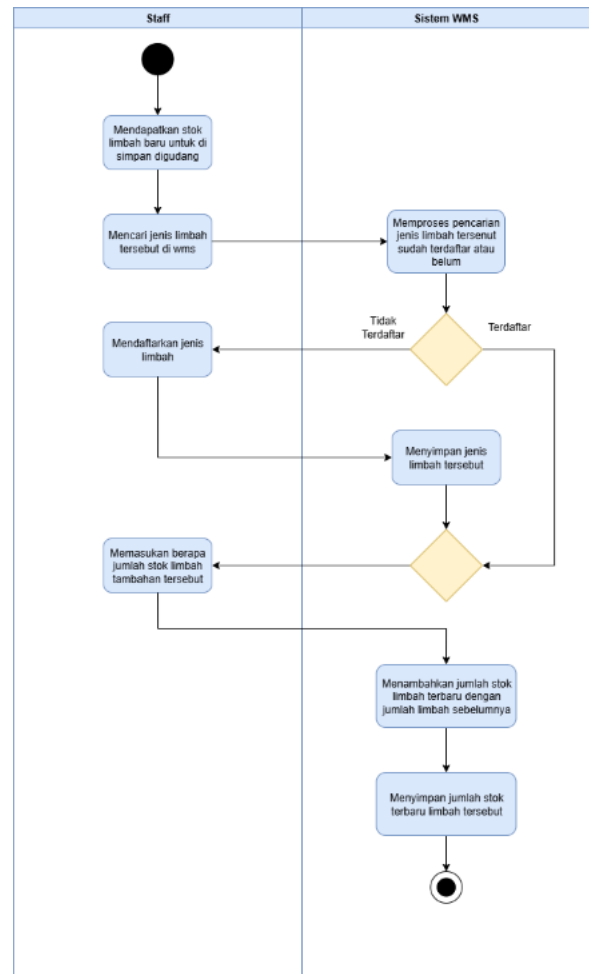 Staff
Sistem WMS
Mendapatkan stok
limbah baru untuk di
simpan digudang
Mencari jenis limbah
tersebut di wms
Memproses pencarian
jenis limbah tersenut
sudah terdaftar atau
belum
Tidak
Terdaftar
Terdaftar
Mendaftarkan jenis
limbah
Menyimpan jenis
limbah tersebut
Memasukan berapa
jumlah stok limbah
tambahan tersebut
Menambahkan jumlah stok
limbah terbaru dengan
jumlah limbah sebelumnya
Menyimpan jumlah stok
terbaru limbah tersebut